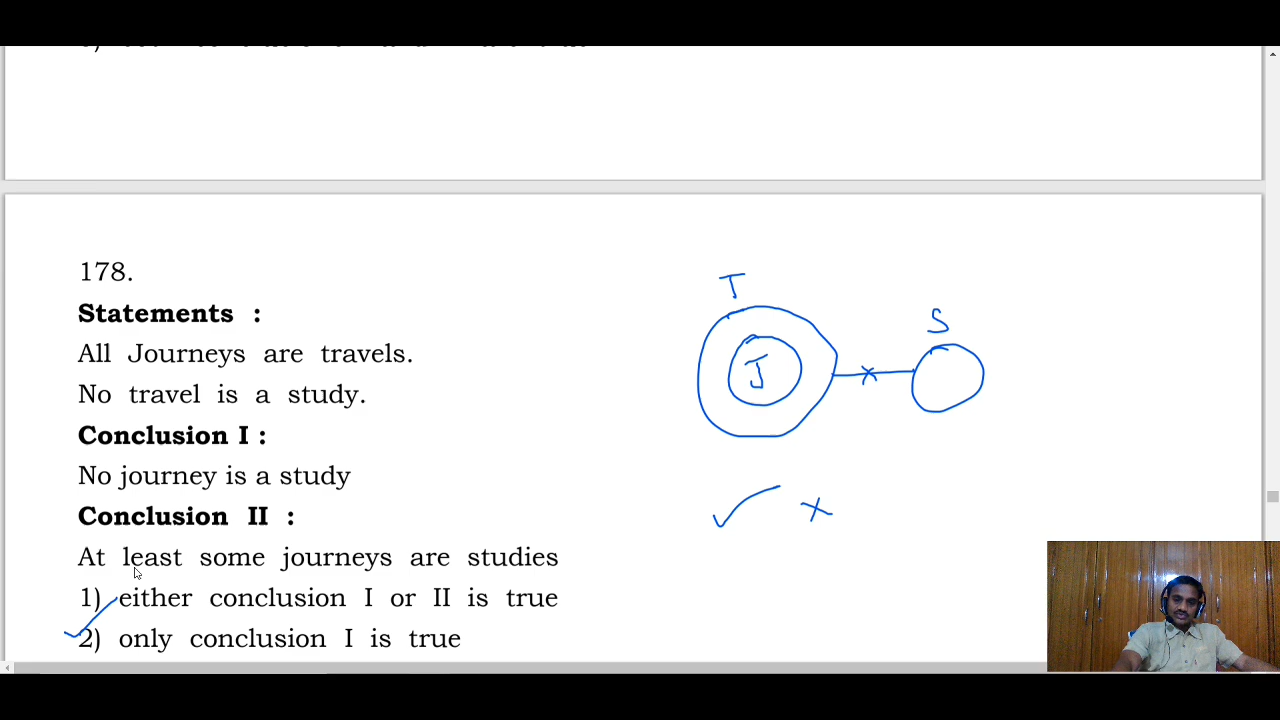 178.
Statements :
All Journeys are travels.
No travel is a study.
Conclusion I :
No journey is a study
Conclusion II :
At least some journeys are studies
1) either conclusion I or II is true
2) only conclusion I is true
T
J
S